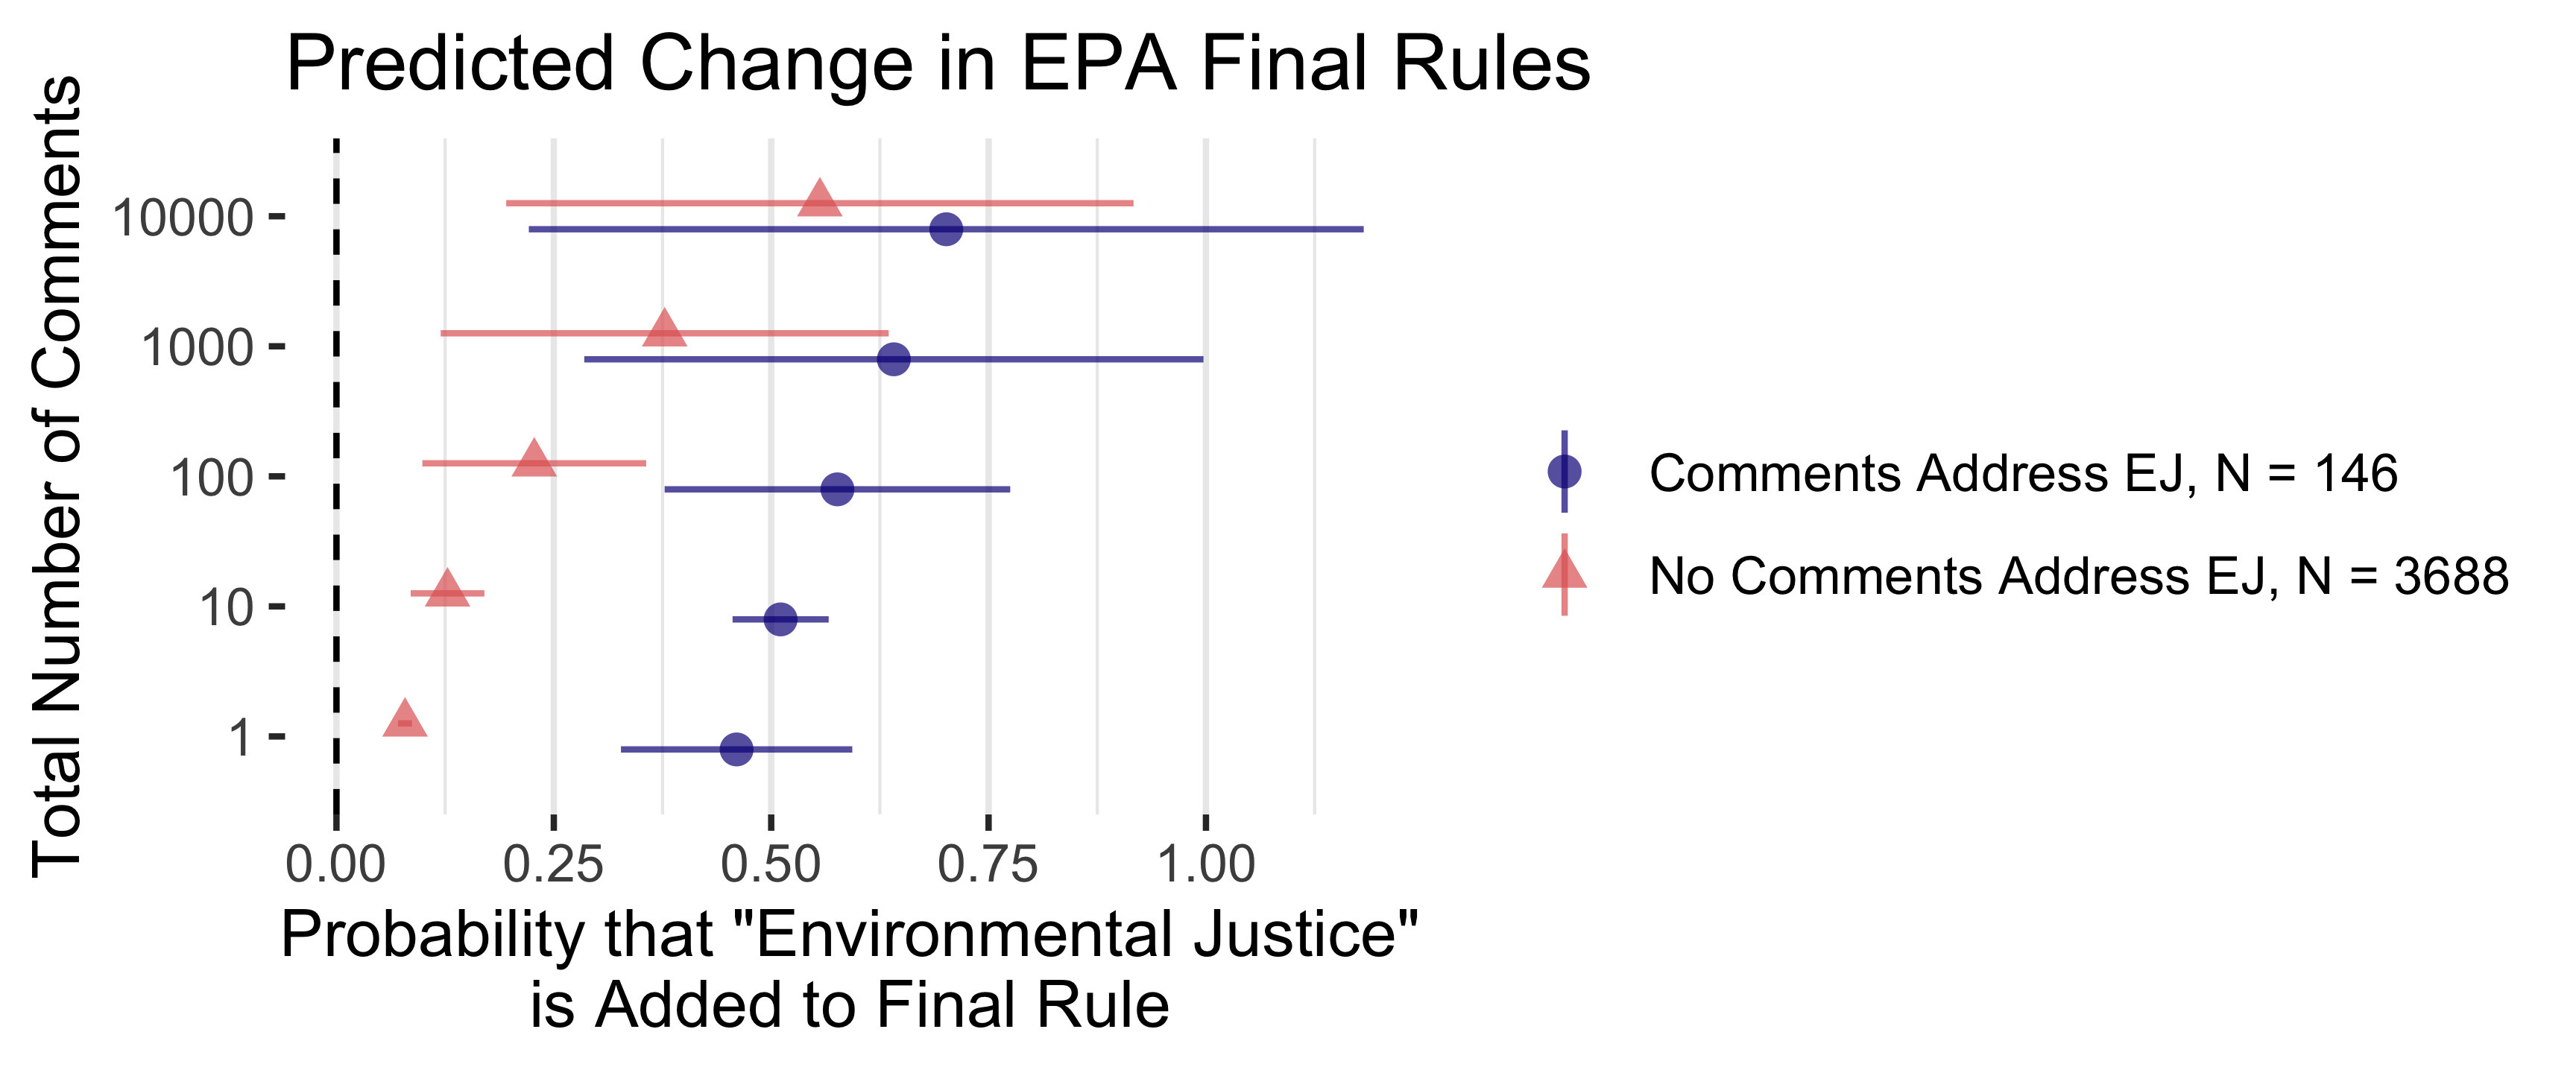 Predicted Change in EPA Final Rules
Total Number of Comments
10000
1000
100
10
1
0.00 0.25 0.50 0.75 1.00
Probability that "Environmental Justice"
is Added to Final Rule
Comments Address EJ, N = 146
No Comments Address EJ, N = 3688